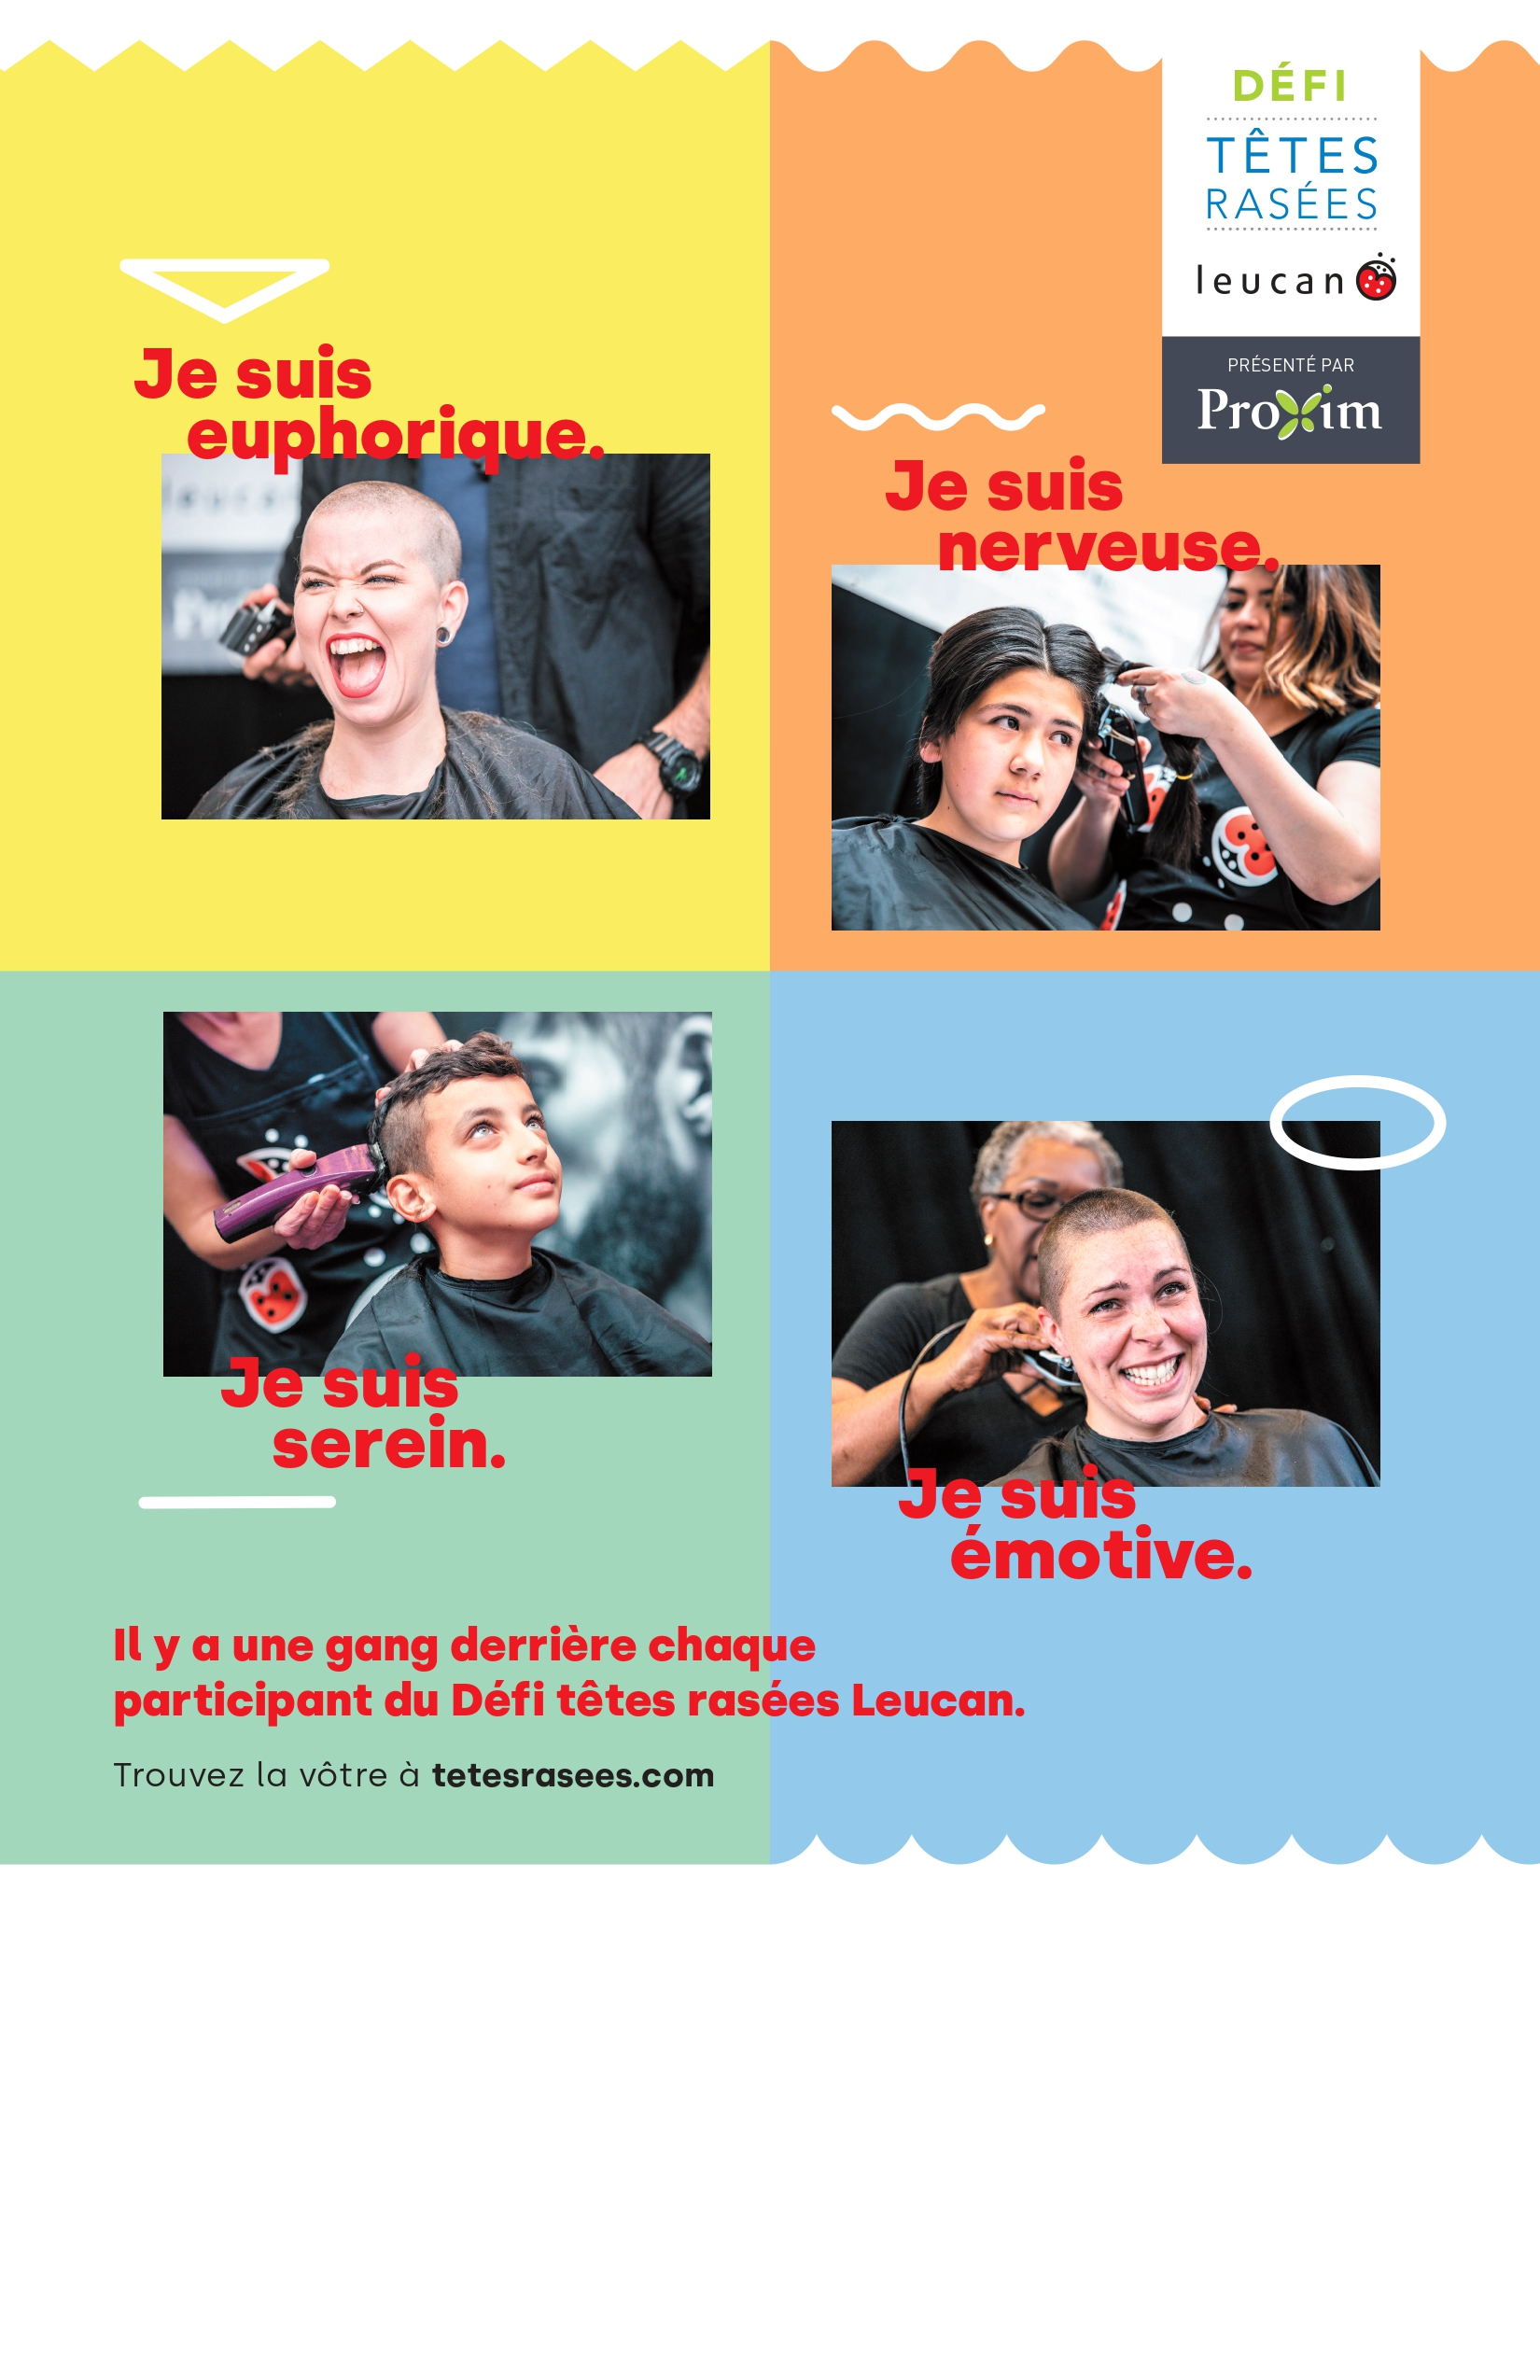 DÉFI
TÊTES
RASÉES
leucan
PRÉSENTÉ PAR
Proxim
Je suis
euphorique.
leucan
Je suis
nerveuse.
Je suis
serein.
Je suis
émotive.
Il y a une gang derrière chaque
participant du Défi têtes rasées Leucan.
Trouvez la vôtre à tetesrasees.com